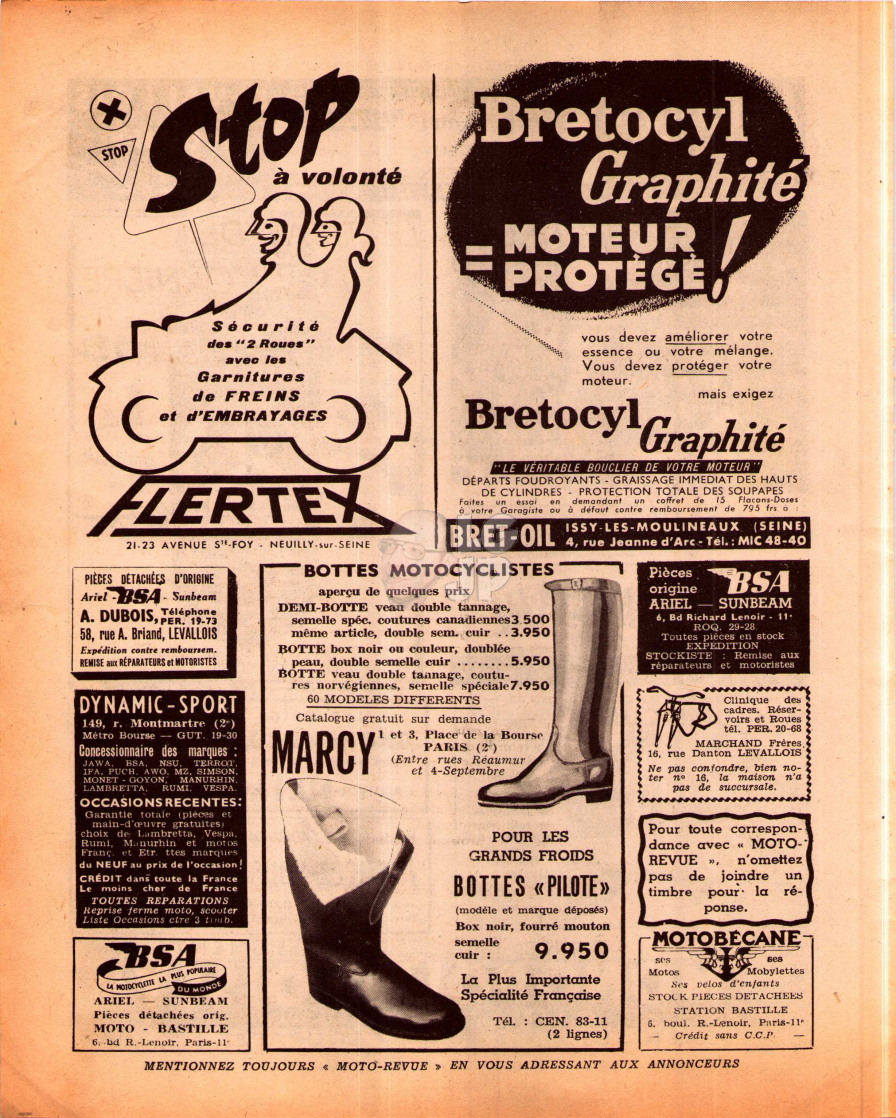 STOP
Stop
à volonté
Sécurité
des "2 Roues"
avec les
Garnitures
de FREINS
et d'EMBRAYAGES
FLERTEX
21-23 AVENUE Sᵗᵉ-FOY - NEUILLY-sur-SEINE
Bretocyl
Graphité
= MOTEUR
PROTÉGÉ !
vous devez améliorer votre
essence ou votre mélange.
Vous devez protéger votre
moteur.
mais exigez
Bretocyl
Graphité
"LE VÉRITABLE BOUCLIER DE VOTRE MOTEUR"
DÉPARTS FOUDROYANTS - GRAISSAGE IMMEDIAT DES HAUTS
DE CYLINDRES - PROTECTION TOTALE DES SOUPAPES
Faites un essai en demandant un coffret de 15 Flacons-Doses
à votre Garagiste ou à défaut contre remboursement de 795 frs à :
BRET-OIL ISSY-LES-MOULINEAUX (SEINE)
4, rue Jeanne d'Arc - Tél. : MIC 48-40
PIÈCES DÉTACHÉES D'ORIGINE
Ariel - BSA - Sunbeam
A. DUBOIS, Téléphone
PER. 19-73
58, rue A. Briand, LEVALLOIS
Expédition contre remboursem.
REMISE aux RÉPARATEURS et MOTORISTES
DYNAMIC-SPORT
149, r. Montmartre (2ᵉ)
Métro Bourse — GUT. 19-30
Concessionnaire des marques :
JAWA, BSA, NSU, TERROT,
IFA, PUCH, AWO, MZ, SIMSON,
MONET-GOYON, MANURHIN,
LAMBRETTA, RUMI, VESPA.
OCCASIONS RECENTES:
Garantie totale (pièces et
main-d'œuvre gratuites)
choix de Lambretta, Vespa,
Rumi, Manurhin et motos
Franç. et Etr. ttes marques
du NEUF au prix de l'occasion!
CRÉDIT dans toute la France
Le moins cher de France
TOUTES REPARATIONS
Reprise ferme moto, scooter
Liste Occasions ctre 3 timb.
BSA
LA MOTOCYCLETTE LA PLUS POPULAIRE
DU MONDE
ARIEL — SUNBEAM
Pièces détachées orig.
MOTO - BASTILLE
6, bd R.-Lenoir, Paris-11ᵉ
BOTTES MOTOCYCLISTES
aperçu de quelques prix
DEMI-BOTTE veau double tannage,
semelle spéc. coutures canadiennes 3 500
même article, double sem. cuir .. 3.950
BOTTE box noir ou couleur, doublée
peau, double semelle cuir ........ 5.950
BOTTE veau double tannage, coutu-
res norvégiennes, semelle spéciale 7.950
60 MODELES DIFFERENTS
Catalogue gratuit sur demande
MARCY 1 et 3, Place de la Bourse
PARIS (2ᵉ)
(Entre rues Réaumur
et 4-Septembre
POUR LES
GRANDS FROIDS
BOTTES «PILOTE»
(modèle et marque déposés)
Box noir, fourré mouton
semelle
cuir : 9.950
La Plus Importante
Spécialité Française
Tél. : CEN. 83-11
(2 lignes)
Pièces
origine BSA
ARIEL — SUNBEAM
6, Bd Richard Lenoir - 11ᵉ
ROQ. 29-28
Toutes pièces en stock
EXPEDITION
STOCKISTE : Remise aux
réparateurs et motoristes
Clinique des
cadres, Réser-
voirs et Roues
tél. PER. 20-68
MARCHAND Frères
16, rue Danton LEVALLOIS
Ne pas confondre, bien no-
ter n° 16, la maison n'a
pas de succursale.
Pour toute correspon-
dance avec « MOTO-
REVUE », n'omettez
pas de joindre un
timbre pour la ré-
ponse.
MOTOBÉCANE
ses ses
Motos Mobylettes
Ses velos d'enfants
STOCK PIECES DETACHEES
STATION BASTILLE
6, boul. R.-Lenoir, Paris-11ᵉ
— Crédit sans C.C.P. —
MENTIONNEZ TOUJOURS « MOTO-REVUE » EN VOUS ADRESSANT AUX ANNONCEURS